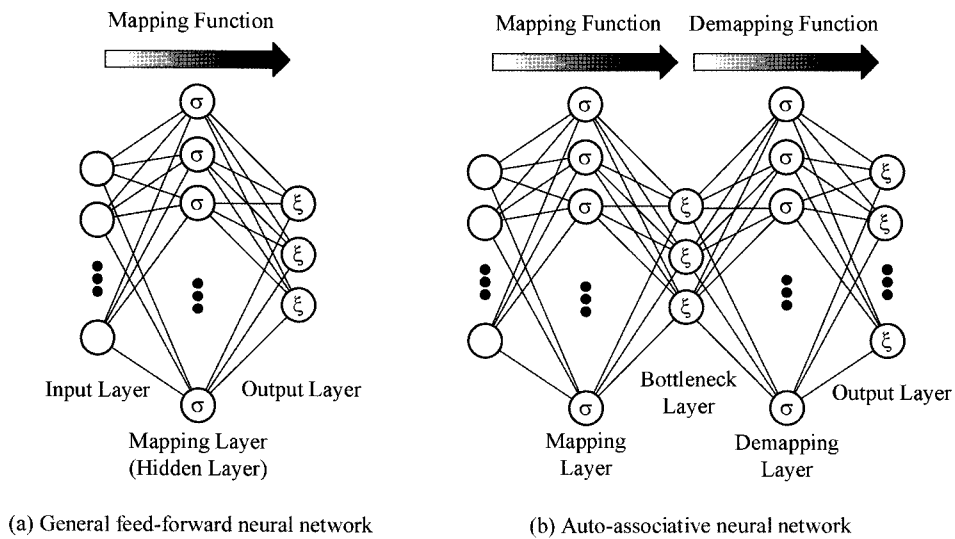 Mapping Function
σ
σ
σ
ξ
ξ
ξ
σ
Input Layer
Output Layer
Mapping Layer
(Hidden Layer)
(a) General feed-forward neural network
Mapping Function
Demapping Function
σ
σ
σ
σ
ξ
ξ
ξ
σ
σ
σ
σ
ξ
ξ
ξ
Mapping
Layer
Bottleneck
Layer
Demapping
Layer
Output Layer
(b) Auto-associative neural network